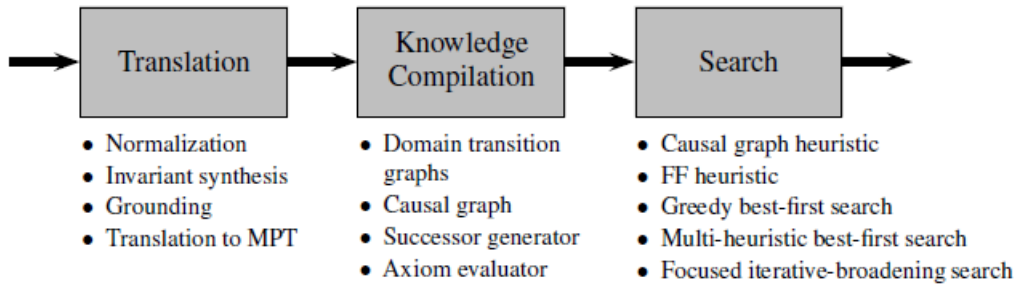 Translation
• Normalization
• Invariant synthesis
• Grounding
• Translation to MPT
Knowledge
Compilation
• Domain transition
graphs
• Causal graph
• Successor generator
• Axiom evaluator
Search
• Causal graph heuristic
• FF heuristic
• Greedy best-first search
• Multi-heuristic best-first search
• Focused iterative-broadening search